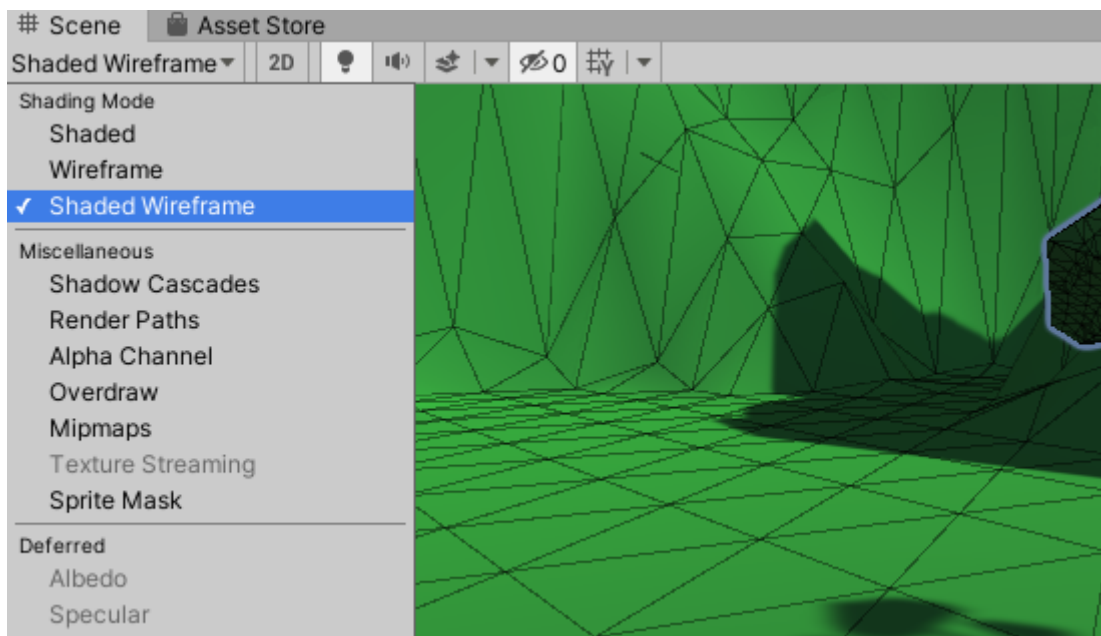 Scene
Asset Store
Shaded Wireframe
2D
0
Y
Shading Mode
Shaded
Wireframe
✓ Shaded Wireframe
Miscellaneous
Shadow Cascades
Render Paths
Alpha Channel
Overdraw
Mipmaps
Texture Streaming
Sprite Mask
Deferred
Albedo
Specular